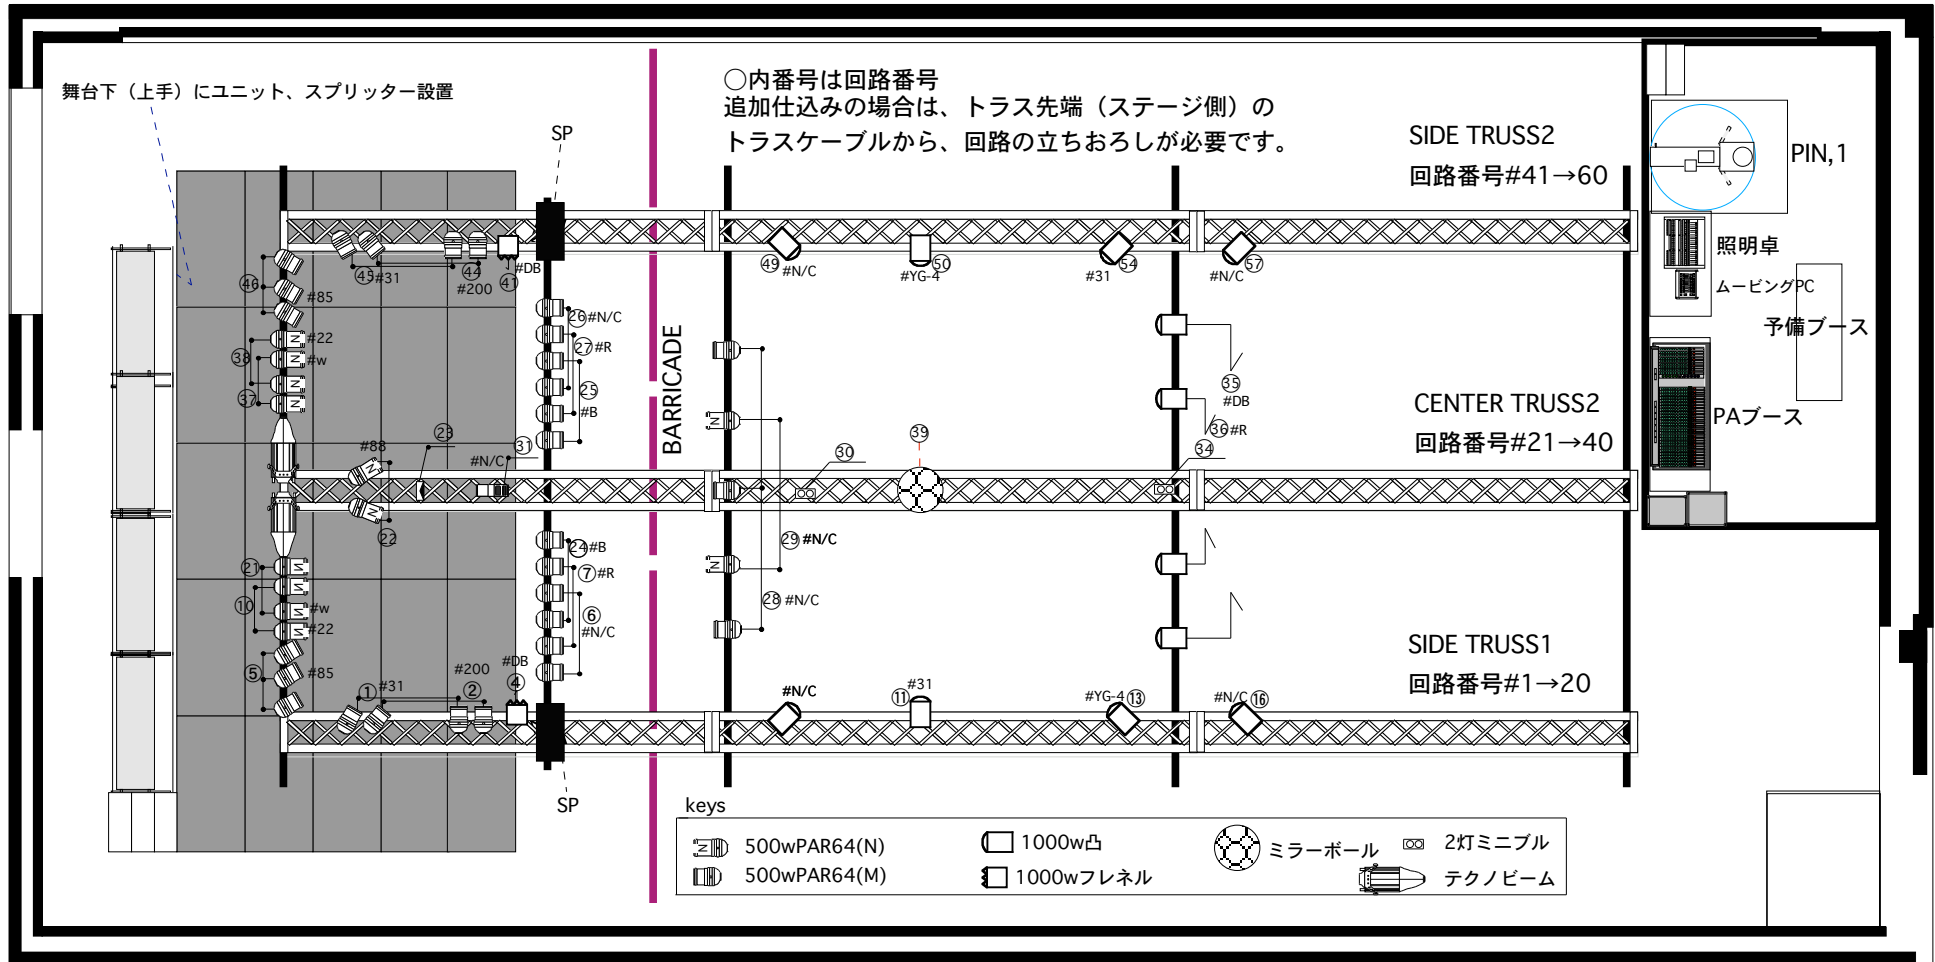 舞台下（上手）にユニット、スプリッター設置
○内番号は回路番号
追加仕込みの場合は、トラス先端（ステージ側）の
トラスケーブルから、回路の立ちおろしが必要です。
SP
SIDE TRUSS2
回路番号#41→60
PIN,1
照明卓
ムービングPC
予備ブース
PAブース
BARRICADE
㊻
#85
㊺
#31
㊹
#200
㊶
#DB
㊾
#N/C
㊿
#YG-4
54
#31
57
#N/C
㉖#N/C
㉗#R
㉕
#B
#22
㊳
#w
㊲
㉟
#DB
㊱#R
CENTER TRUSS2
回路番号#21→40
#88
㉓
#N/C
㉛
㉚
㊴
㉞
㉒
㉙#N/C
㉘#N/C
㉔#B
⑦#R
⑥
#N/C
㉑
⑩
#w
#22
⑤
#85
①
#31
#200
②
#DB
④
#N/C
#31
⑪
#YG-4
⑬
#N/C
⑯
SIDE TRUSS1
回路番号#1→20
SP
keys
500wPAR64(N)
500wPAR64(M)
1000w凸
1000wフレネル
ミラーボール
2灯ミニブル
テクノビーム